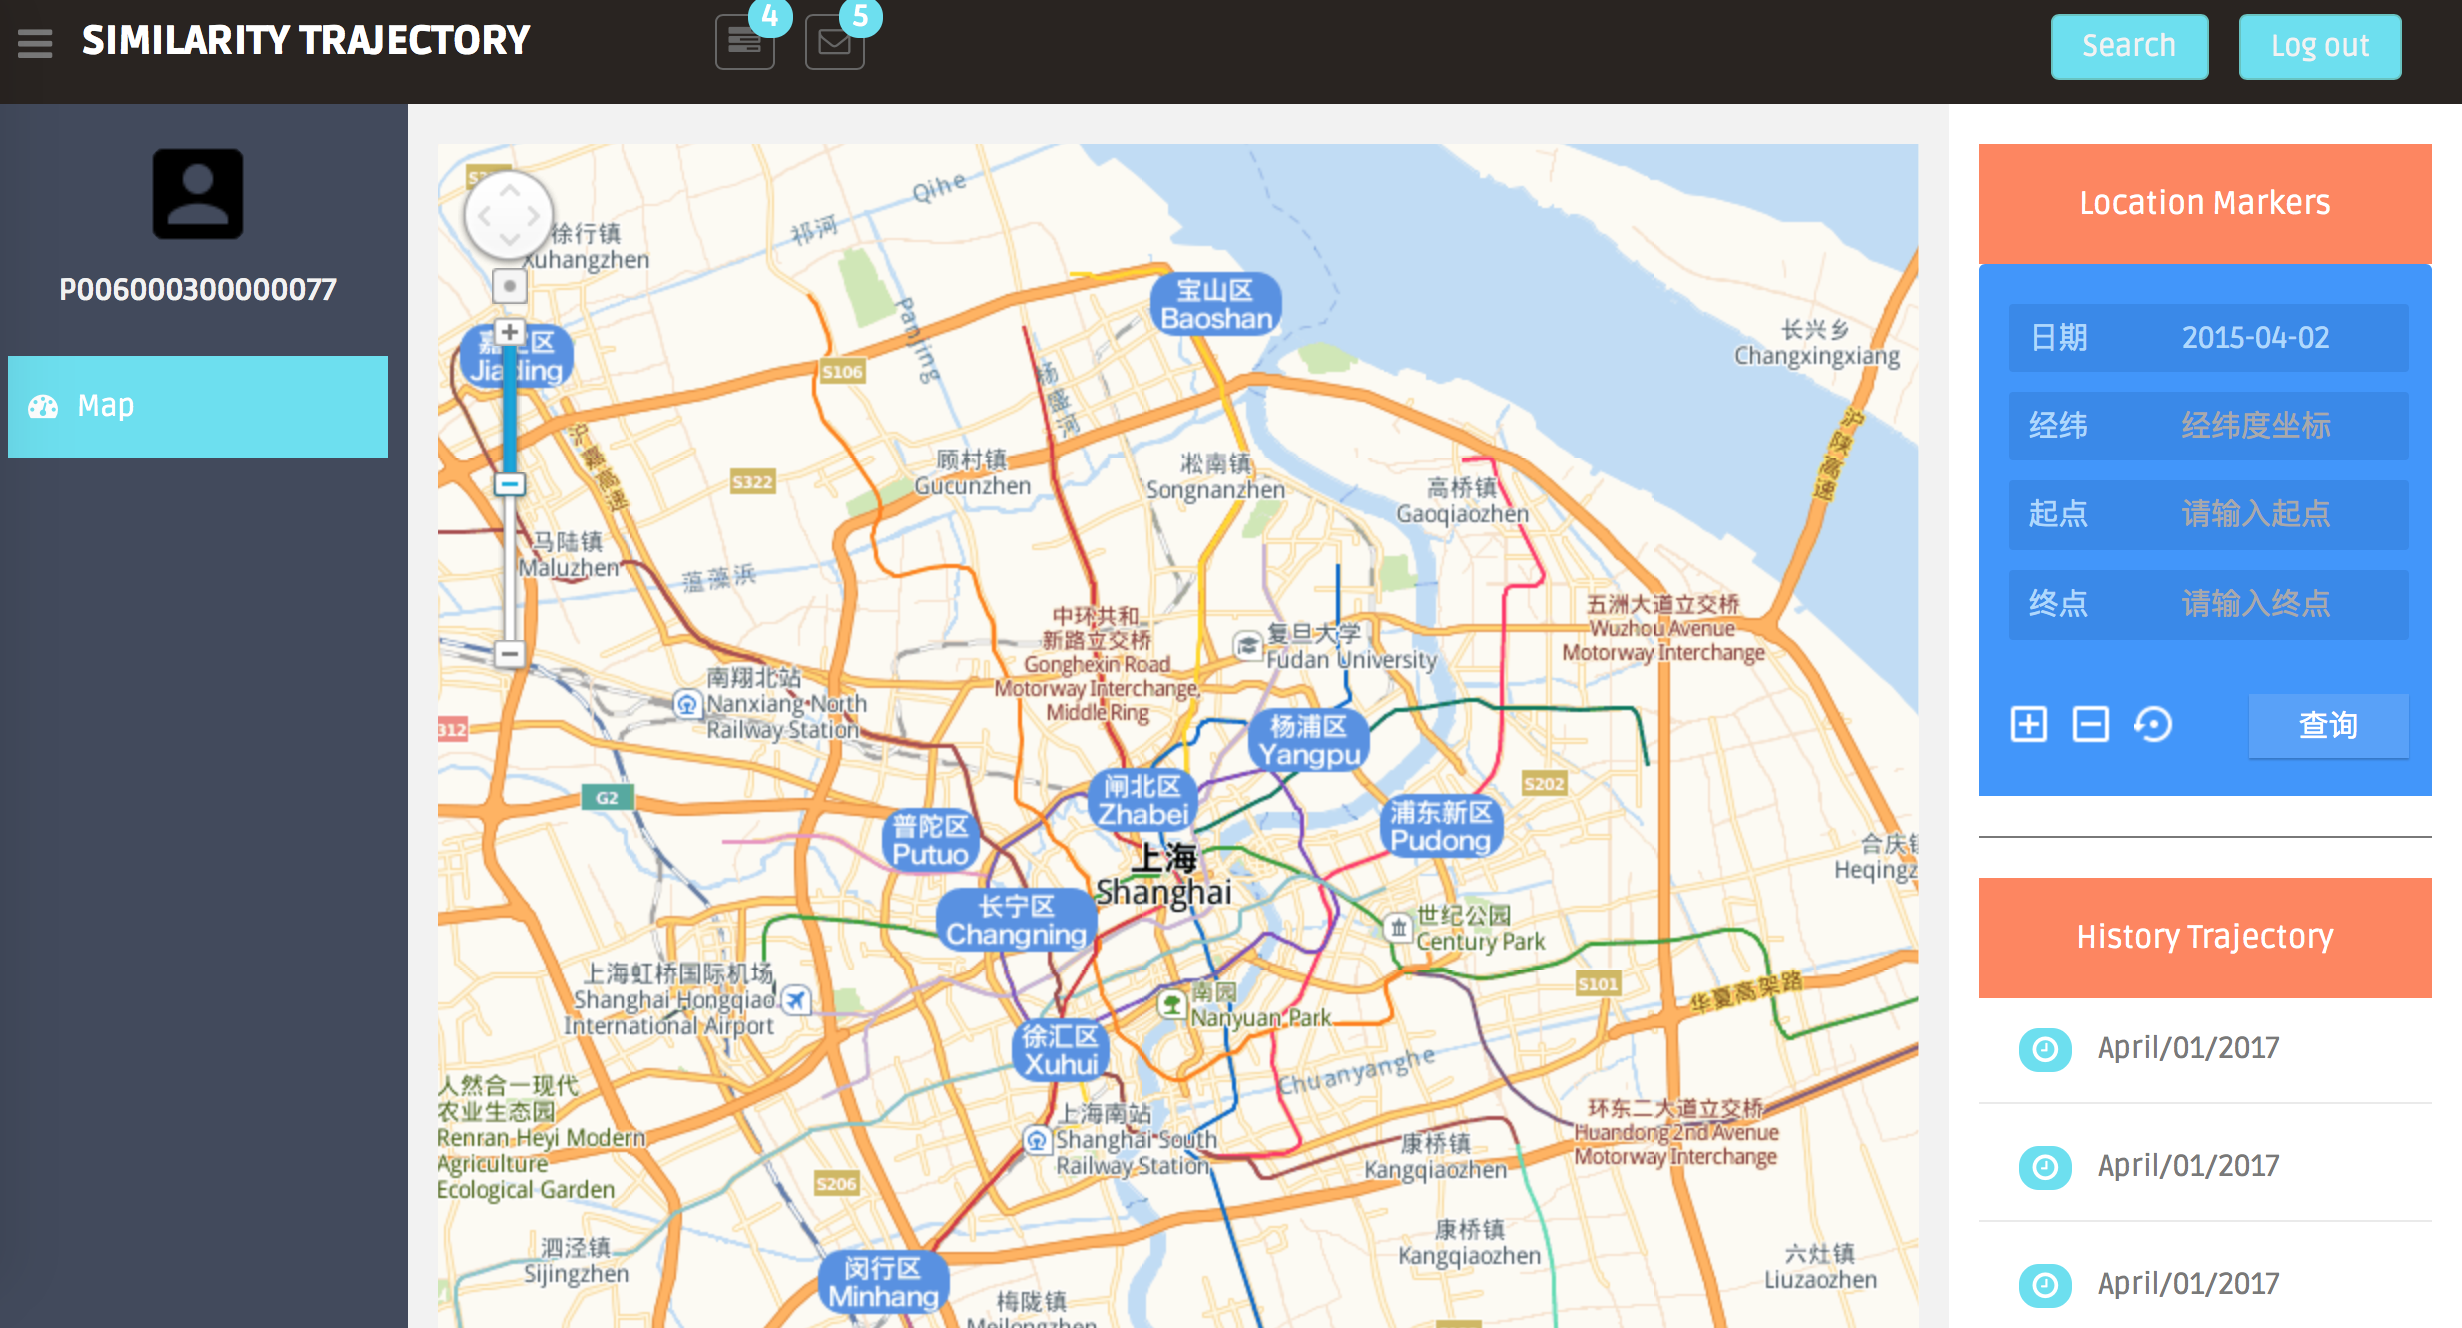 SIMILARITY TRAJECTORY
4
5
Search
Log out
P006000300000077
Map
Qihe
祁河
徐行镇
Xuhangzhen
Panjing
宝山区
Baoshan
长兴乡
Changxingxiang
Jiading
S106
杨盛河
沪嘉高速
沪陕高速
顾村镇
Gucunzhen
S322
凇南镇
Songnanzhen
高桥镇
Gaoqiaozhen
马陆镇
Maluzhen
蕰藻浜
中环共和
新路立交桥
Gonghexin Road
Motorway Interchange,
Middle Ring
复旦大学
Fudan University
五洲大道立交桥
Wuzhou Avenue
Motorway Interchange
南翔北站
Nanxiang North
Railway Station
312
杨浦区
Yangpu
G2
闸北区
Zhabei
S202
普陀区
Putuo
浦东新区
Pudong
上海
Shanghai
合庆镇
Heqingz
长宁区
Changning
世纪公园
Century Park
上海虹桥国际机场
Shanghai Hongqiao
International Airport
S101
华夏高架路
南园
Nanyuan Park
徐汇区
Xuhui
Chuanyanghe
人然合一现代
农业生态园
Renran Heyi Modern
Agriculture
Ecological Garden
上海南站
Shanghai South
Railway Station
环东二大道立交桥
Huandong 2nd Avenue
Motorway Interchange
康桥镇
Kangqiaozhen
S206
康桥镇
Kangqiaozhen
泗泾镇
Sijingzhen
六灶镇
Liuzaozhen
闵行区
Minhang
梅陇镇
Meilongzhen
Location Markers
日期 2015-04-02
经纬 经纬度坐标
起点 请输入起点
终点 请输入终点
查询
History Trajectory
April/01/2017
April/01/2017
April/01/2017